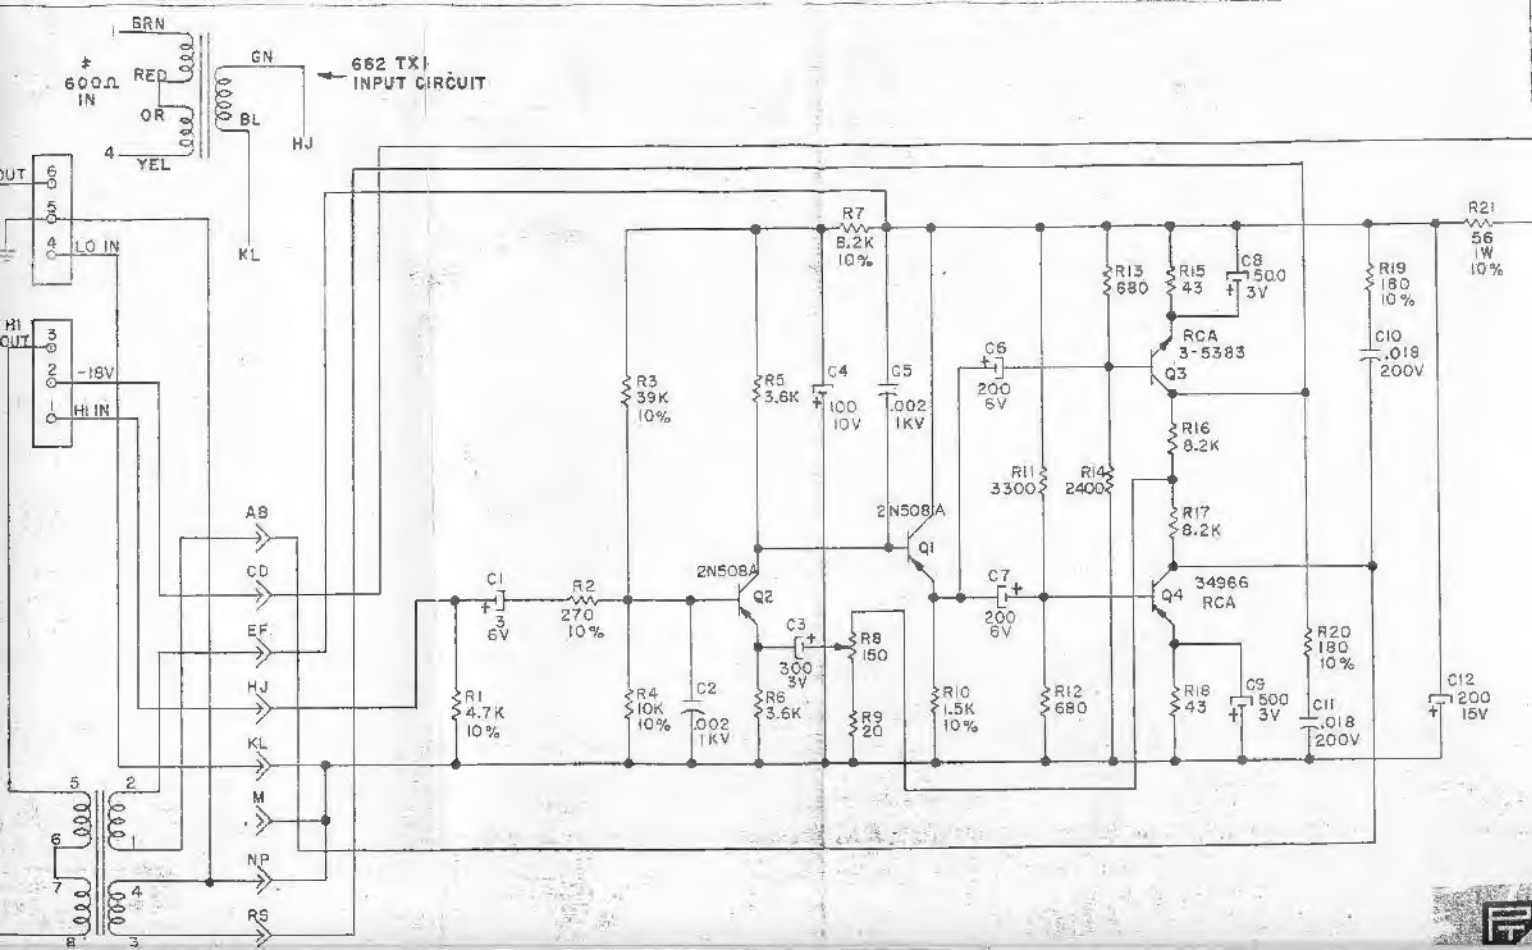 1 BRN
*
600Ω
IN
RED
OR
4
YEL
GN
BL
HJ
KL
662 TX
INPUT CIRCUIT
OUT
6
5
4
LO IN
HI
OUT
3
2
-18V
1
HI IN
AB
CD
EF
HJ
KL
M
NP
RS
5
2
6
1
7
4
8
3
C1
3
6V
R2
270
10%
R1
4.7K
10%
R3
39K
10%
R4
10K
10%
C2
.002
1KV
2N508A
Q2
R5
3.6K
R6
3.6K
C3
300
3V
R7
8.2K
10%
C4
100
10V
C5
.002
1KV
R8
150
R9
20
2N508A
Q1
R10
1.5K
10%
C6
200
6V
C7
200
6V
R11
3300
R12
680
R13
680
R14
2400
R15
43
C8
500
3V
RCA
3-5383
Q3
R16
8.2K
R17
8.2K
34966
RCA
Q4
R18
43
C9
500
3V
R19
180
10%
C10
.018
200V
R20
180
10%
C11
.018
200V
R21
56
1W
10%
C12
200
15V